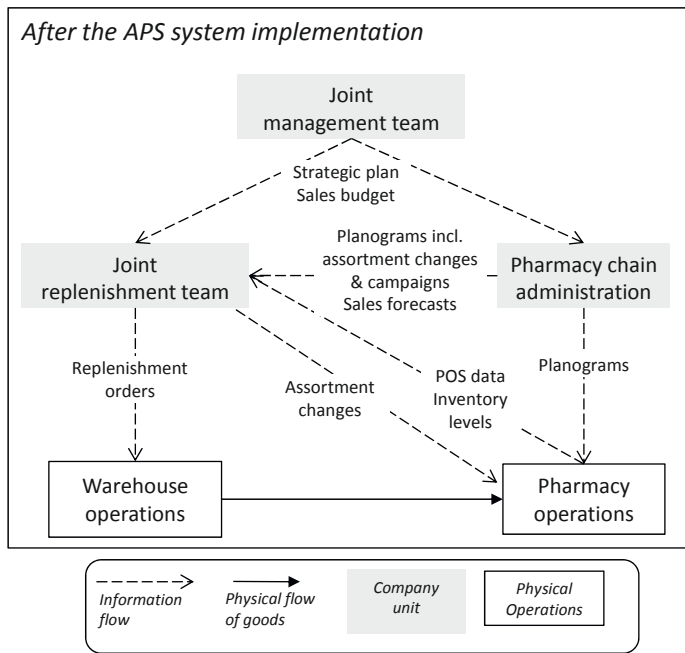 After the APS system implementation
Joint
management team
Strategic plan
Sales budget
Joint
replenishment team
Planograms incl.
assortment changes
& campaigns
Sales forecasts
Pharmacy chain
administration
Replenishment
orders
Assortment
changes
POS data
Inventory
levels
Planograms
Warehouse
operations
Pharmacy
operations
Information
flow
Physical flow
of goods
Company
unit
Physical
Operations